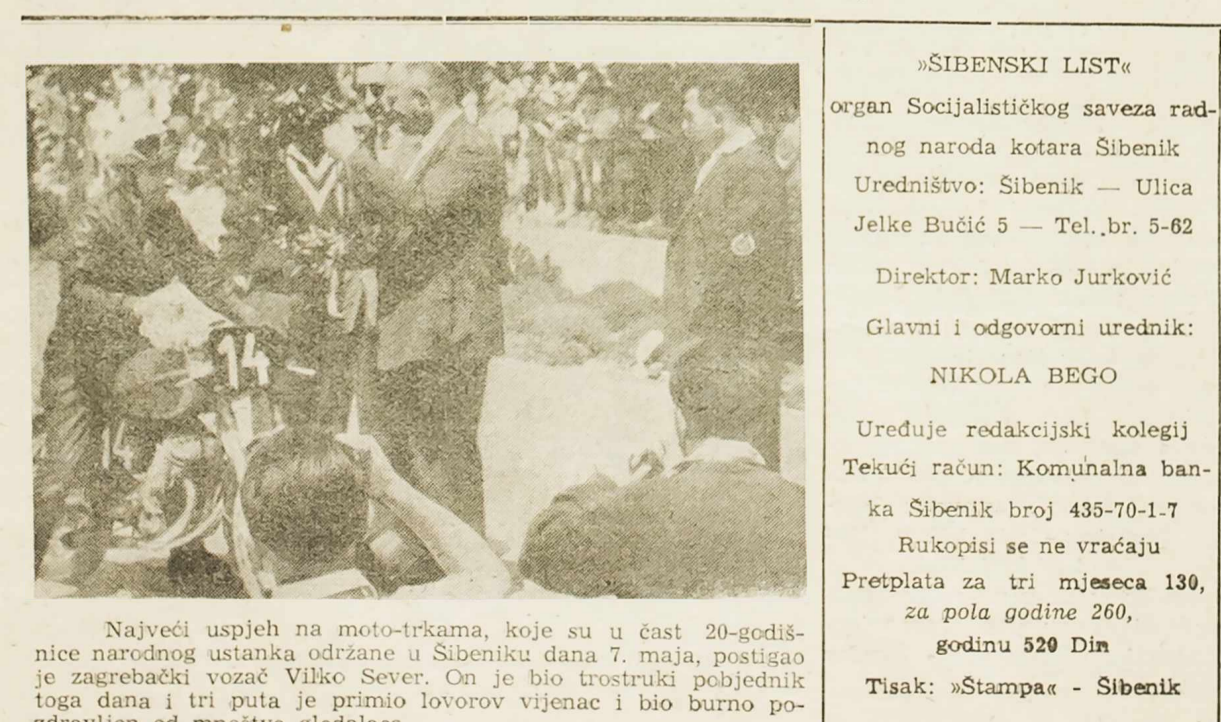 14
Najveći uspjeh na moto-trkama, koje su u čast 20-godiš-
nice narodnog ustanka održane u Šibeniku dana 7. maja, postigao
je zagrebački vozač Vilko Sever. On je bio trostruki pobjednik
toga dana i tri puta je primio lovorov vijenac i bio burno po-
zdravljen od mnoštva gledalaca
»ŠIBENSKI LIST«
organ Socijalističkog saveza rad-
nog naroda kotara Šibenik
Uredništvo: Šibenik — Ulica
Jelke Bučić 5 — Tel. br. 5-62
Direktor: Marko Jurković
Glavni i odgovorni urednik:
NIKOLA BEGO
Uređuje redakcijski kolegij
Tekući račun: Komunalna ban-
ka Šibenik broj 435-70-1-7
Rukopisi se ne vraćaju
Pretplata za tri mjeseca 130,
za pola godine 260,
godinu 520 Din
Tisak: »Štampa« - Šibenik